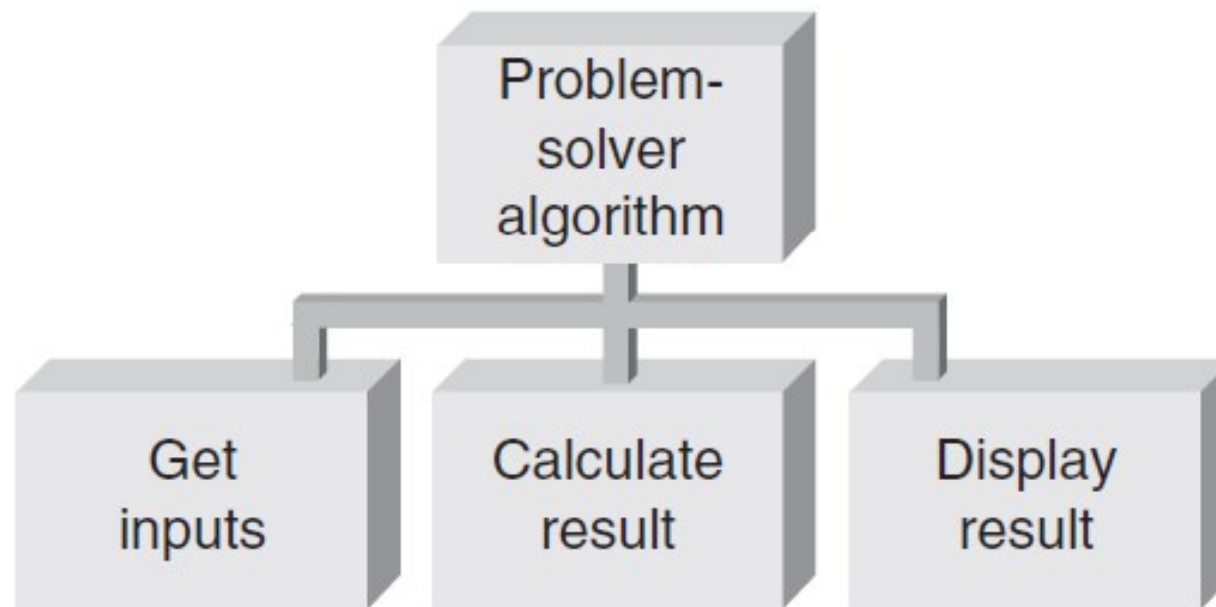 Problem-
solver
algorithm
Get
inputs
Calculate
result
Display
result